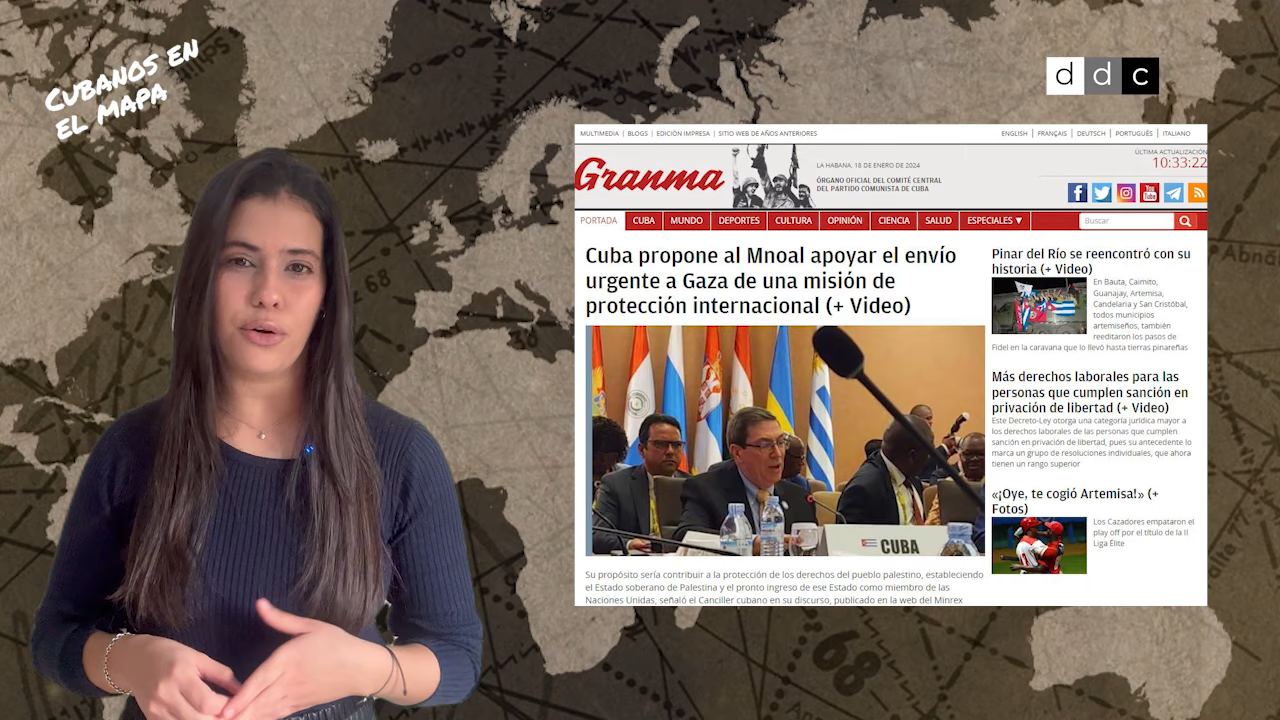 CUBANOS EN
EL MAPA
ddc
MULTIMEDIA | BLOGS | EDICIÓN IMPRESA | SITIO WEB DE AÑOS ANTERIORES
ENGLISH | FRANÇAIS | DEUTSCH | PORTUGUÊS | ITALIANO
Granma
LA HABANA, 18 DE ENERO DE 2024
ÓRGANO OFICIAL DEL COMITÉ CENTRAL
DEL PARTIDO COMUNISTA DE CUBA
ÚLTIMA ACTUALIZACIÓN
10:33:22
PORTADA CUBA MUNDO DEPORTES CULTURA OPINIÓN CIENCIA SALUD ESPECIALES ▼
Buscar
Cuba propone al Mnoal apoyar el envío
urgente a Gaza de una misión de
protección internacional (+ Video)
CUBA
Su propósito sería contribuir a la protección de los derechos del pueblo palestino, estableciendo
el Estado soberano de Palestina y el pronto ingreso de ese Estado como miembro de las
Naciones Unidas, señaló el Canciller cubano en su discurso, publicado en la web del Minrex
Pinar del Río se reencontró con su
historia (+ Video)
En Bauta, Caimito,
Guanajay, Artemisa,
Candelaria y San Cristóbal,
todos municipios
artemiseños, también
reeditaron los pasos de
Fidel en la caravana que lo llevó hasta tierras pinareñas
Más derechos laborales para las
personas que cumplen sanción en
privación de libertad (+ Video)
Este Decreto-Ley otorga una categoría jurídica mayor a
los derechos laborales de las personas que cumplen
sanción en privación de libertad, pues su antecedente lo
marca un grupo de resoluciones individuales, que ahora
tienen un rango superior
«¡Oye, te cogió Artemisa!» (+
Fotos)
Los Cazadores empataron el
play off por el título de la II
Liga Élite
68